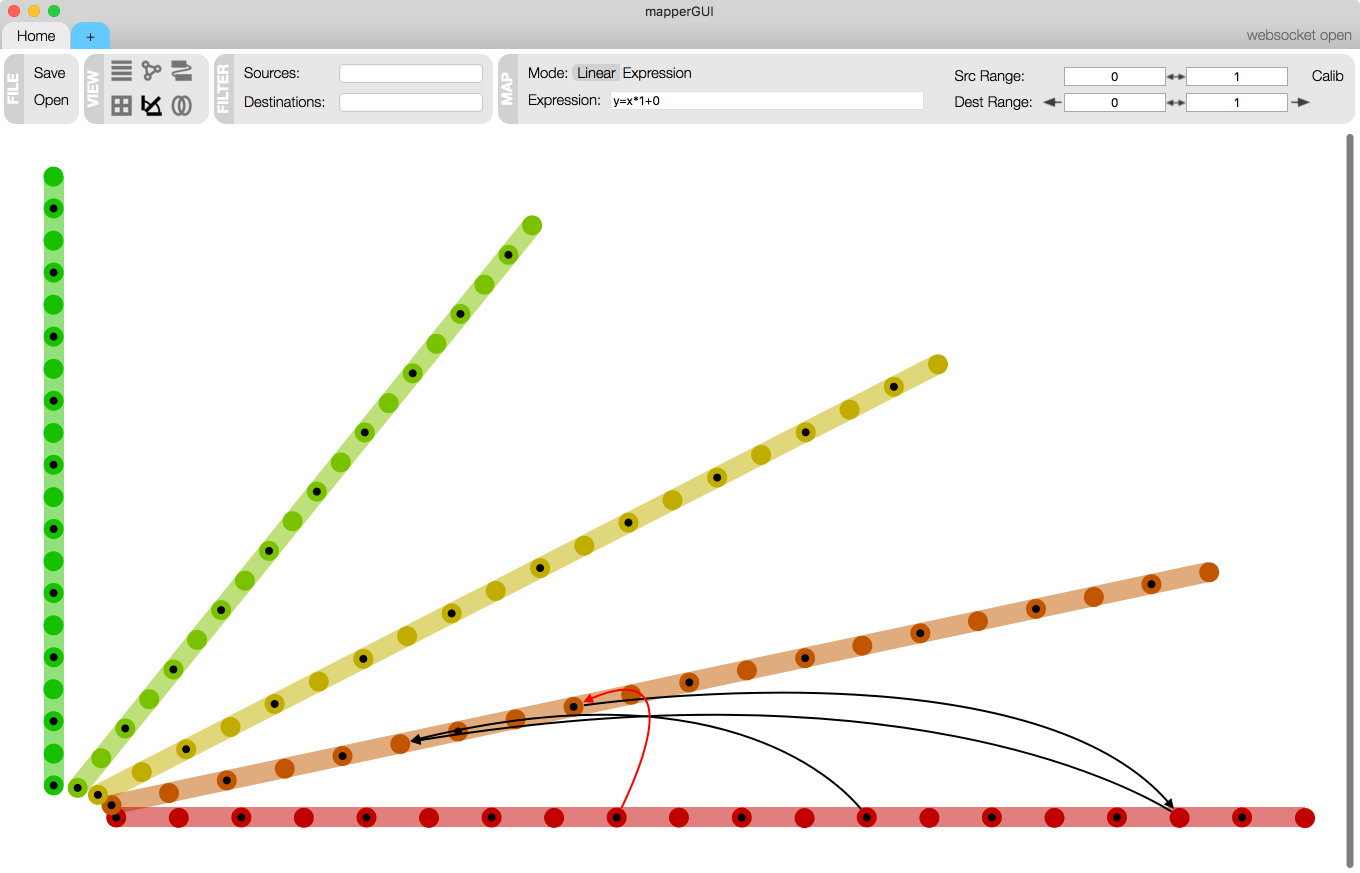 mapperGUI
Home
+
websocket open
FILE
Save
Open
VIEW
FILTER
Sources:
Destinations:
MAP
Mode: Linear Expression
Expression: y=x*1+0
Src Range: 0 1 Calib
Dest Range: 0 1